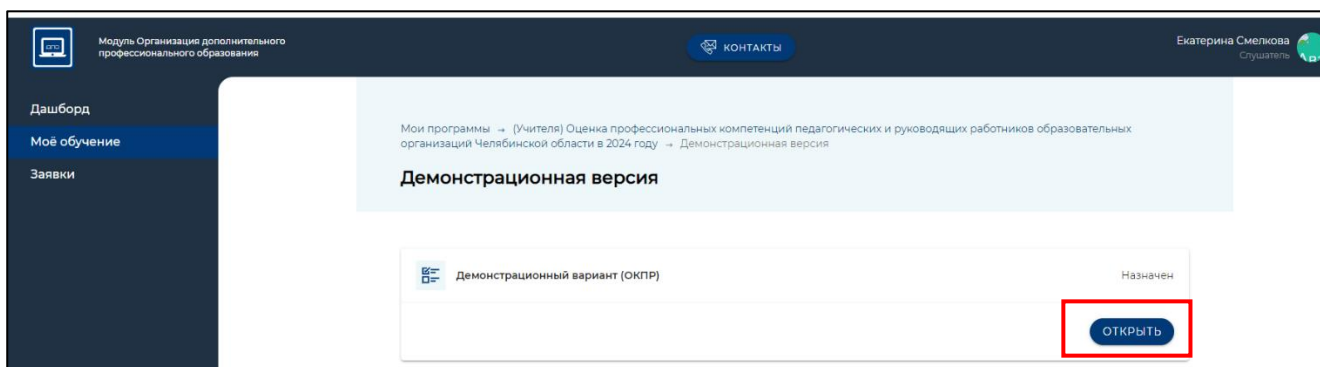 Модуль Организация дополнительного
профессионального образования
КОНТАКТЫ
Екатерина Смелкова
Слушатель
Дашборд
Моё обучение
Заявки
Мои программы → (Учителя) Оценка профессиональных компетенций педагогических и руководящих работников образовательных
организаций Челябинской области в 2024 году → Демонстрационная версия
Демонстрационная версия
Демонстрационный вариант (ОКПР)
Назначен
ОТКРЫТЬ